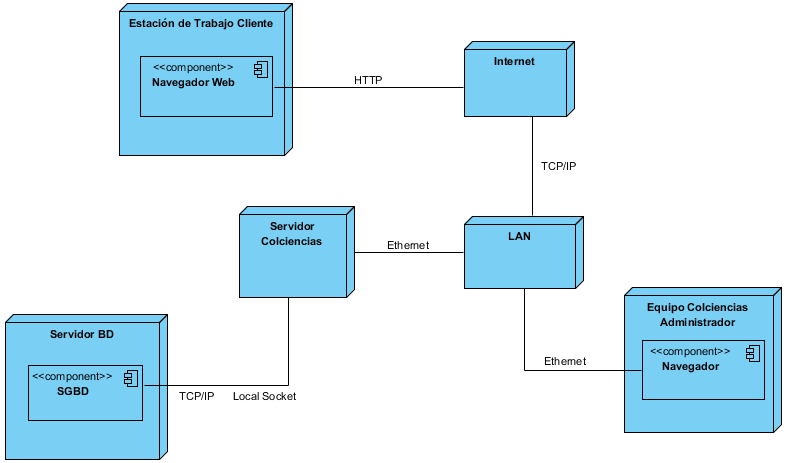 Estación de Trabajo Cliente
<<component>>
Navegador Web
HTTP
Internet
TCP/IP
Servidor
Colciencias
Ethernet
LAN
Equipo Colciencias
Administrador
<<component>>
Navegador
Ethernet
Servidor BD
<<component>>
SGBD
TCP/IP
Local Socket